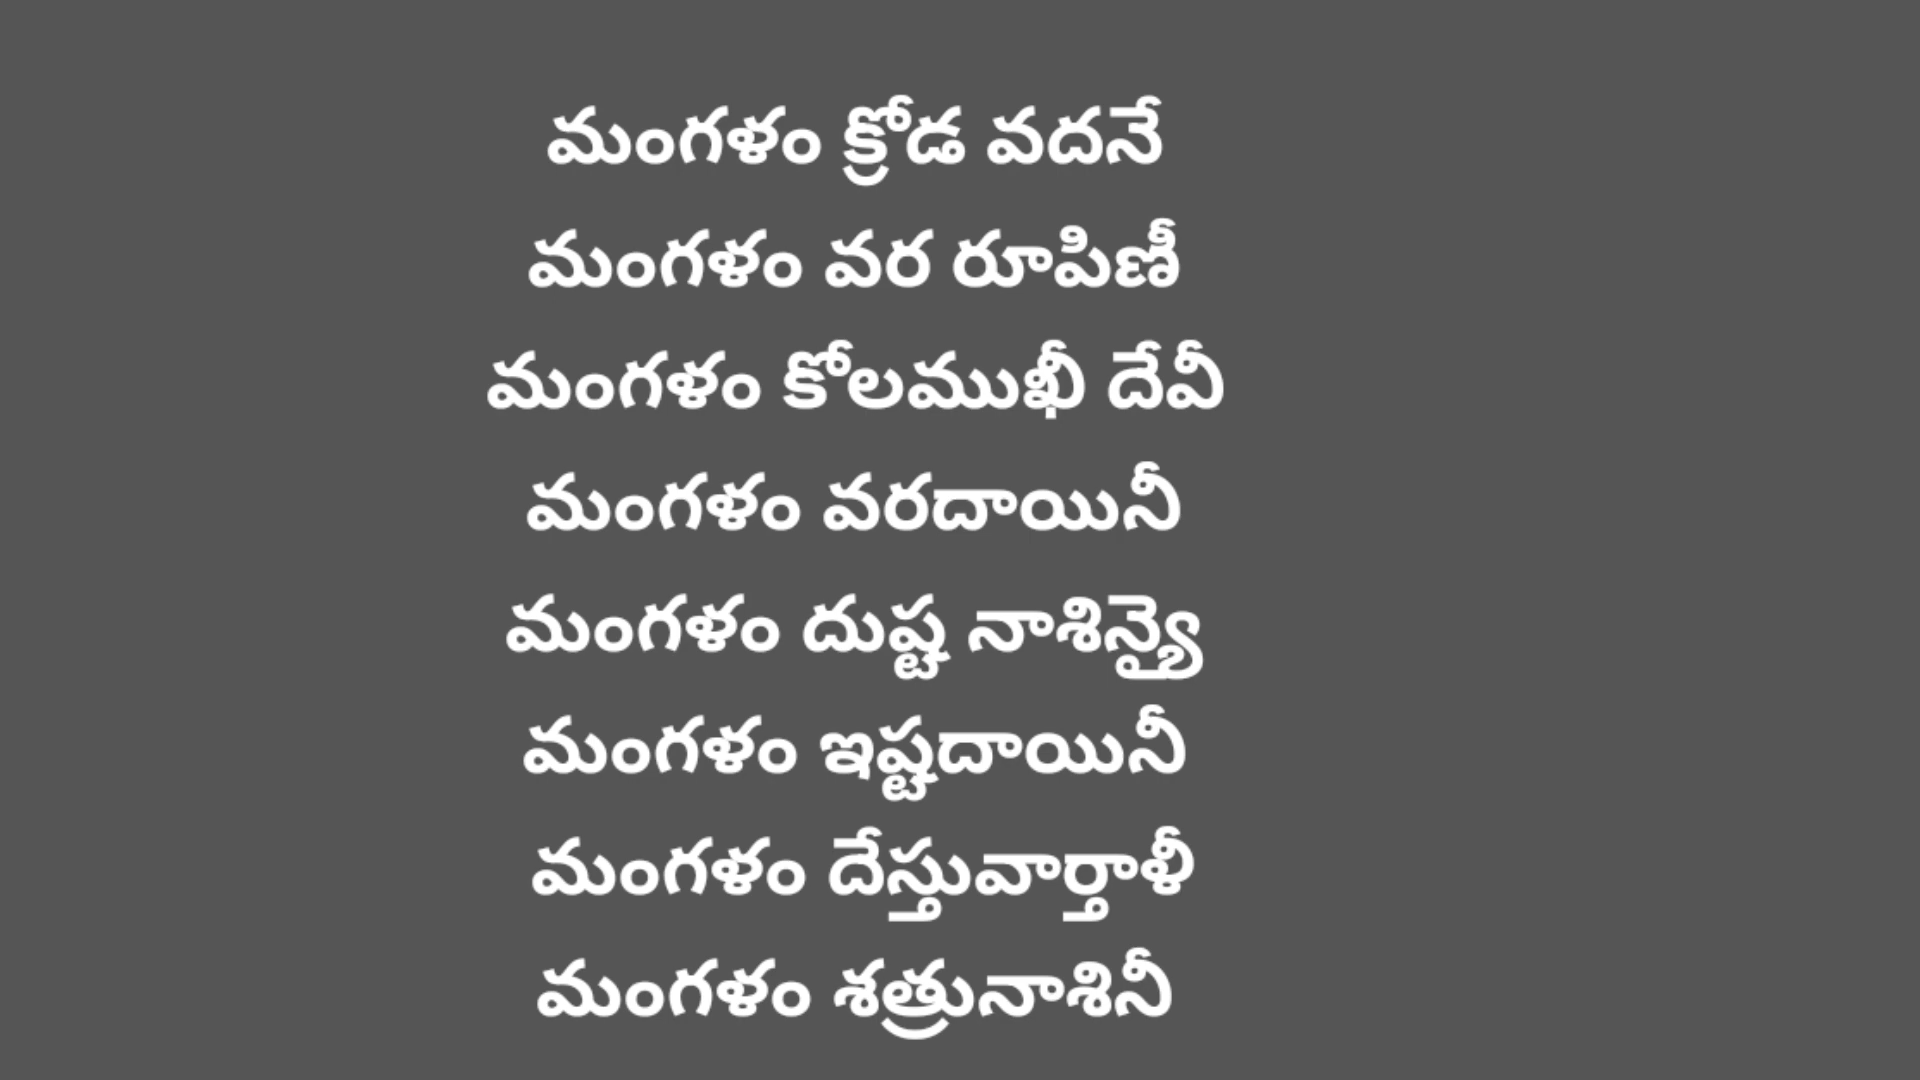 మంగళం క్రోడ వదనే
మంగళం వర రూపిణీ
మంగళం కోలముఖీ దేవీ
మంగళం వరదాయినీ
మంగళం దుష్ట నాశిన్యై
మంగళం ఇష్టదాయినీ
మంగళం దేస్తువార్తాళీ
మంగళం శత్రునాశినీ